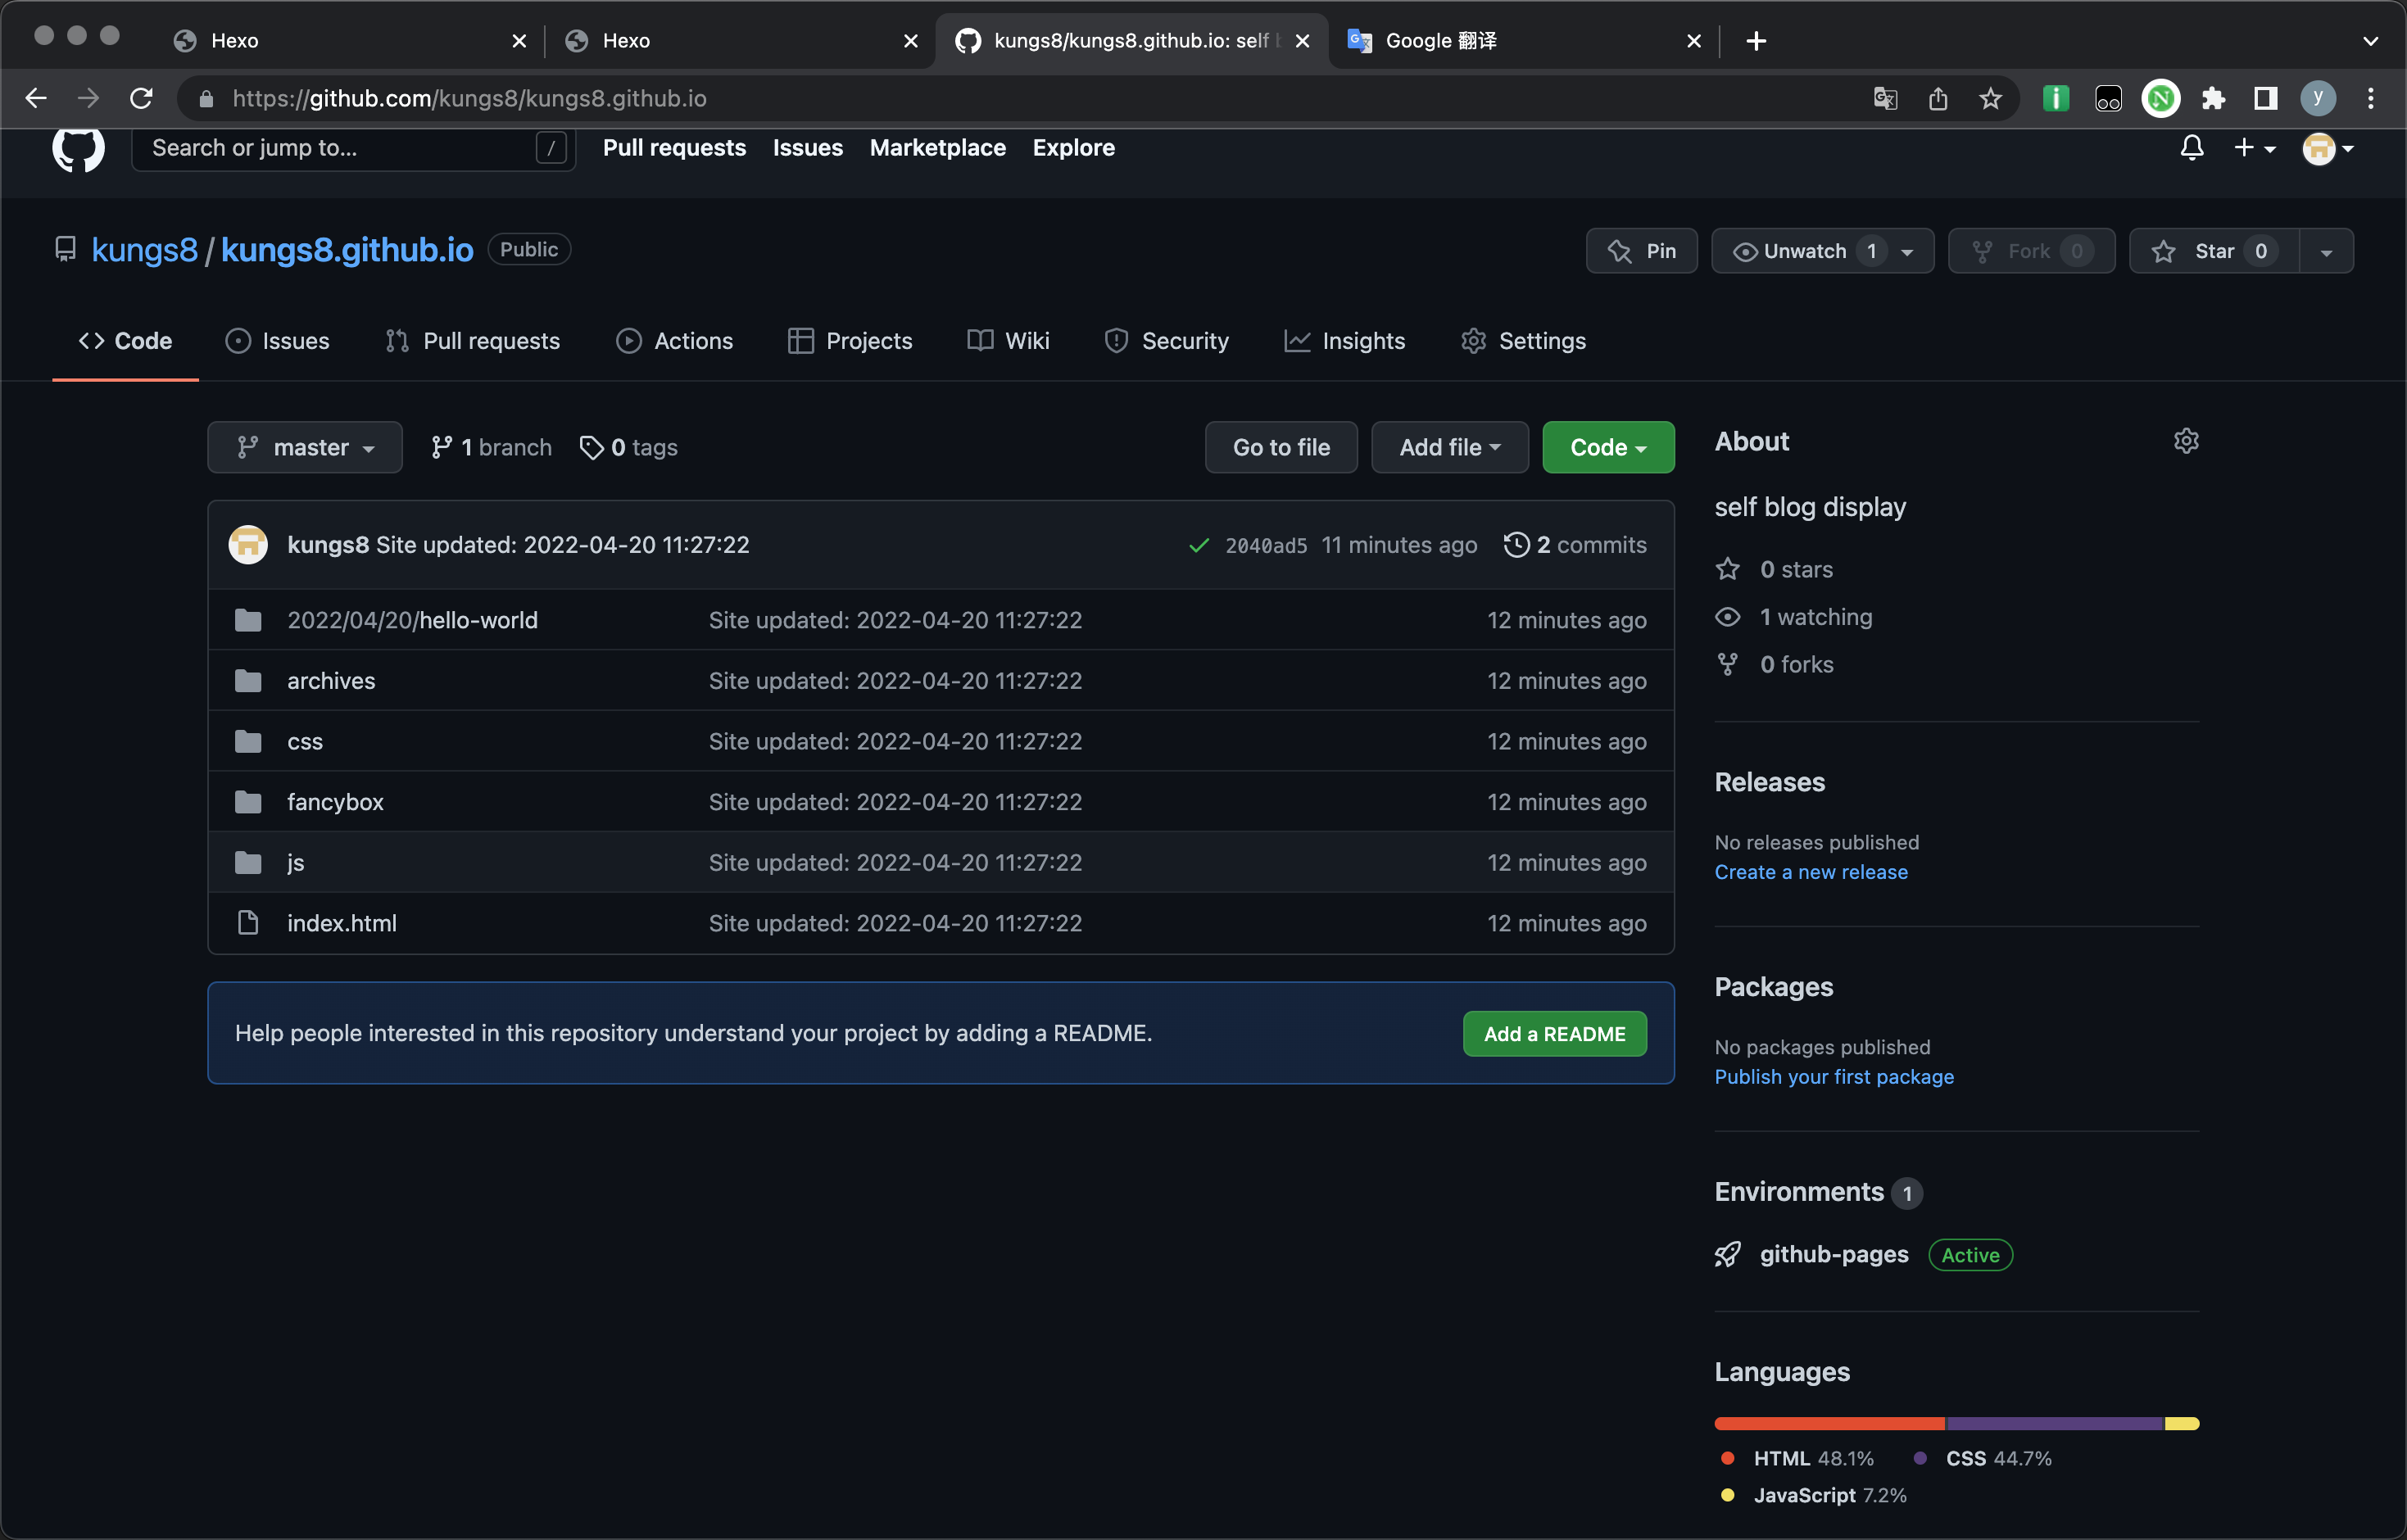 Hexo Hexo kungs8/kungs8.github.io: self Google 翻译
https://github.com/kungs8/kungs8.github.io y
Search or jump to... / Pull requests Issues Marketplace Explore
kungs8 / kungs8.github.io Public Pin Unwatch 1 Fork 0 Star 0
Code Issues Pull requests Actions Projects Wiki Security Insights Settings
master 1 branch 0 tags Go to file Add file Code
kungs8 Site updated: 2022-04-20 11:27:22 2040ad5 11 minutes ago 2 commits
2022/04/20/hello-world Site updated: 2022-04-20 11:27:22 12 minutes ago
archives Site updated: 2022-04-20 11:27:22 12 minutes ago
css Site updated: 2022-04-20 11:27:22 12 minutes ago
fancybox Site updated: 2022-04-20 11:27:22 12 minutes ago
js Site updated: 2022-04-20 11:27:22 12 minutes ago
index.html Site updated: 2022-04-20 11:27:22 12 minutes ago
Help people interested in this repository understand your project by adding a README. Add a README
About
self blog display
0 stars
1 watching
0 forks
Releases
No releases published
Create a new release
Packages
No packages published
Publish your first package
Environments 1
github-pages Active
Languages
HTML 48.1% CSS 44.7%
JavaScript 7.2%